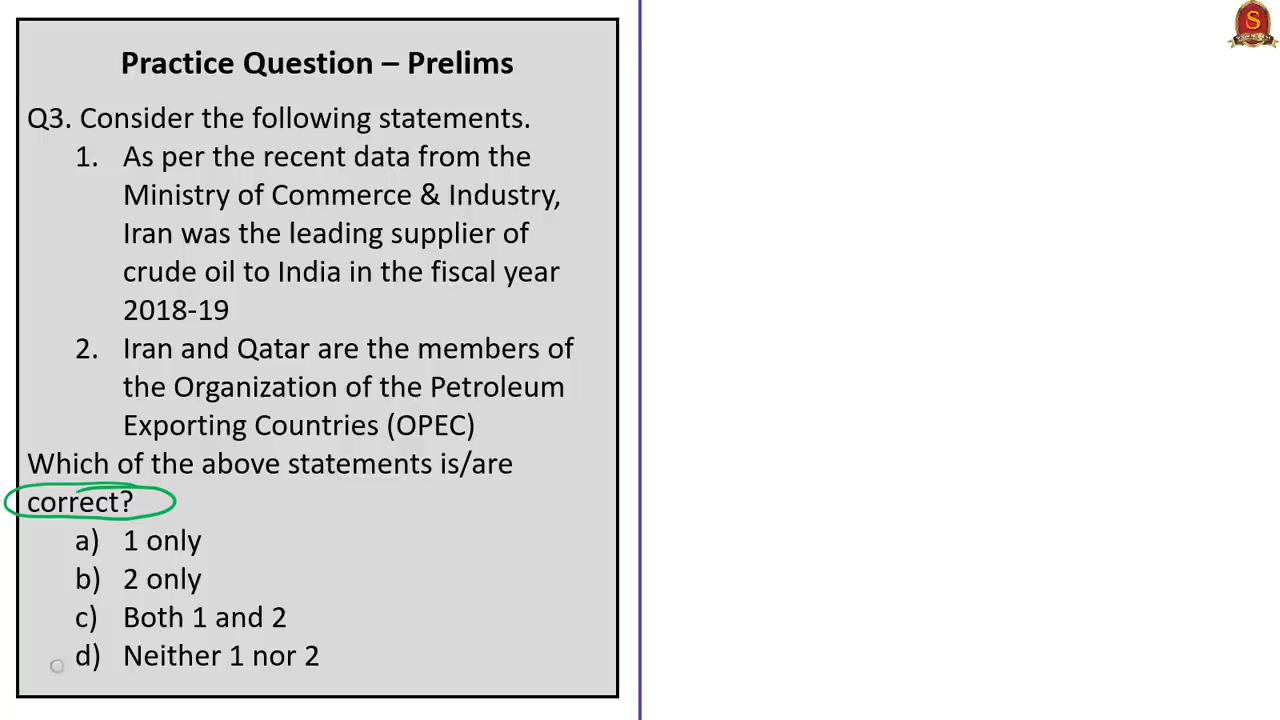 Practice Question – Prelims
Q3. Consider the following statements.
1. As per the recent data from the
Ministry of Commerce & Industry,
Iran was the leading supplier of
crude oil to India in the fiscal year
2018-19
2. Iran and Qatar are the members of
the Organization of the Petroleum
Exporting Countries (OPEC)
Which of the above statements is/are
correct?
a) 1 only
b) 2 only
c) Both 1 and 2
d) Neither 1 nor 2
S